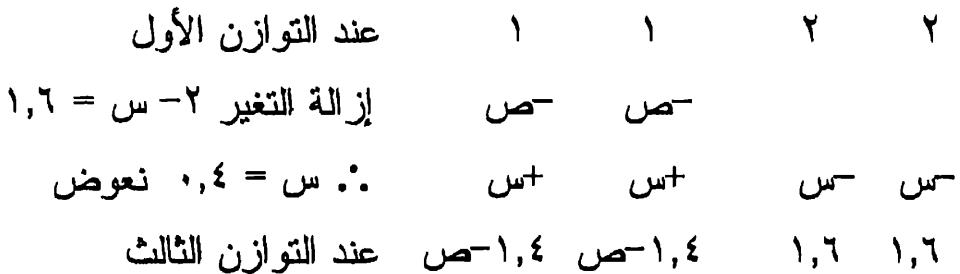 ٢ ٢ ١ ١ عند التوازن الأول
–ص –ص إزالة التغير ٢– س = ١,٦
–س –س +س +س ∴ س = ٠,٤ نعوض
١,٦ ١,٦ ١,٤–ص ١,٤–ص عند التوازن الثالث